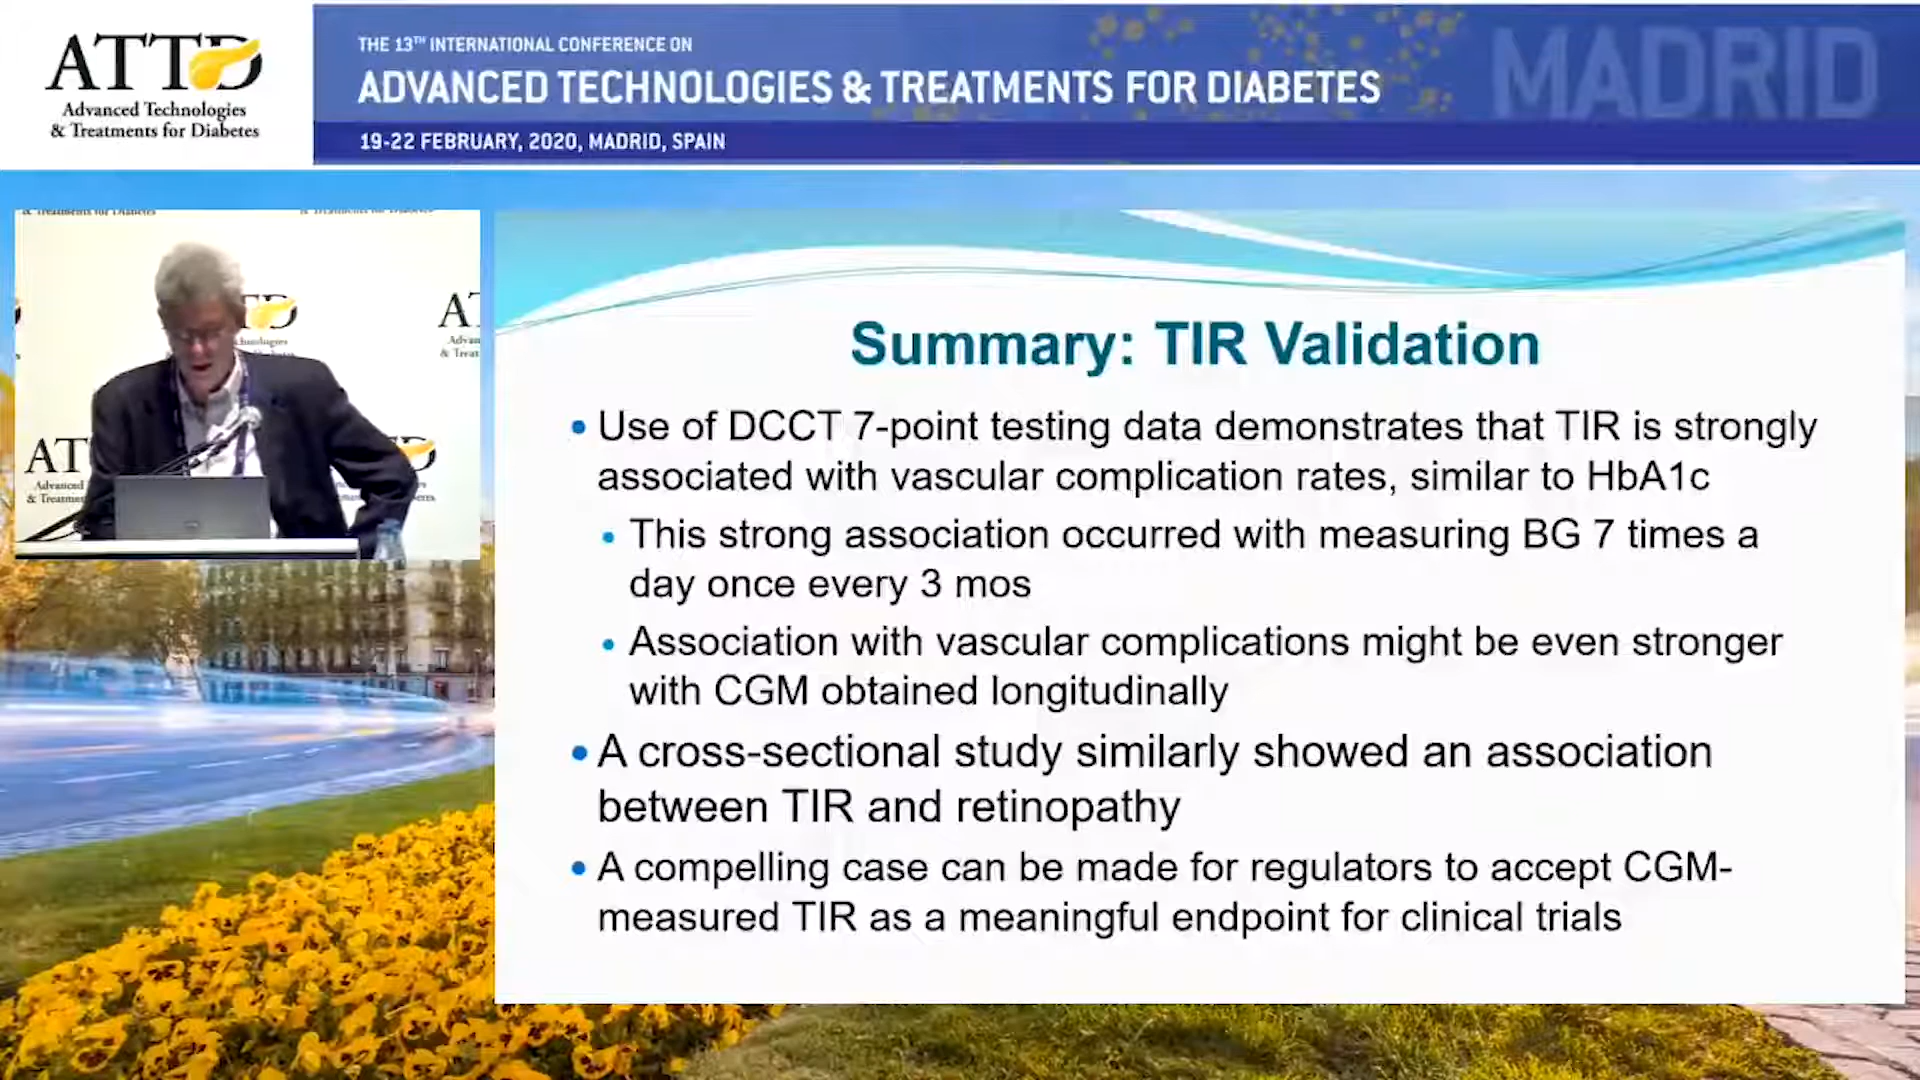 ATTD
Advanced Technologies
& Treatments for Diabetes
THE 13TH INTERNATIONAL CONFERENCE ON
ADVANCED TECHNOLOGIES & TREATMENTS FOR DIABETES
19-22 FEBRUARY, 2020, MADRID, SPAIN
MADRID
Summary: TIR Validation
• Use of DCCT 7-point testing data demonstrates that TIR is strongly
associated with vascular complication rates, similar to HbA1c
• This strong association occurred with measuring BG 7 times a
day once every 3 mos
• Association with vascular complications might be even stronger
with CGM obtained longitudinally
• A cross-sectional study similarly showed an association
between TIR and retinopathy
• A compelling case can be made for regulators to accept CGM-
measured TIR as a meaningful endpoint for clinical trials